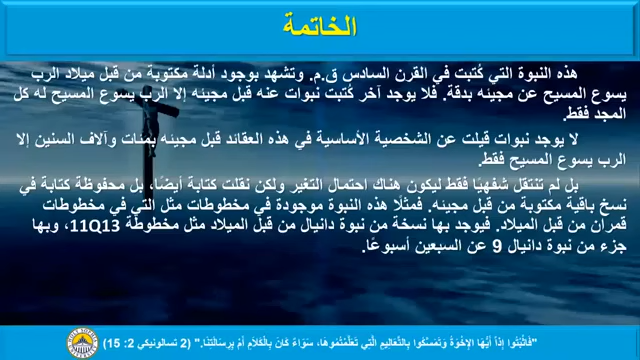 الخاتمة
هذه النبوة التي كُتبت في القرن السادس ق.م. وتشهد بوجود أدلة مكتوبة من قبل ميلاد الرب
يسوع المسيح عن مجيئه بدقة. فلا يوجد آخر كُتبت نبوات عنه قبل مجيئه إلا الرب يسوع المسيح له كل
المجد فقط.
لا يوجد نبوات قيلت عن الشخصية الأساسية في هذه العقائد قبل مجيئه بمئات وآلاف السنين إلا
الرب يسوع المسيح فقط.
بل لم تنتقل شفهيًا فقط ليكون هناك احتمال التغير ولكن نقلت كتابة أيضًا، بل محفوظة كتابة في
نسخ باقية مكتوبة من قبل مجيئه. فمثلًا هذه النبوة موجودة في مخطوطات مثل التي في مخطوطات
قمران من قبل الميلاد. فيوجد بها نسخة من نبوة دانيال من قبل الميلاد مثل مخطوطة 11Q13، وبها
جزء من نبوة دانيال 9 عن السبعين أسبوعًا.
"فَاثْبُتُوا إِذًا أَيُّهَا الإِخْوَةُ وَتَمَسَّكُوا بِالتَّعَالِيمِ الَّتِي تَعَلَّمْتُمُوهَا، سَوَاءٌ كَانَ بِالْكَلاَمِ أَمْ بِرِسَالَتِنَا." (2 تسالونيكي 2: 15)